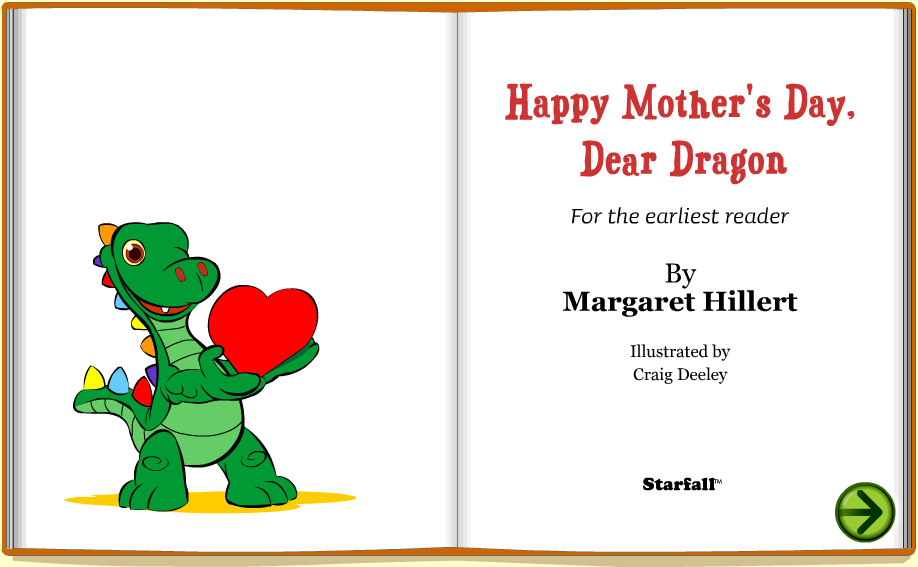 Happy Mother's Day,
Dear Dragon
For the earliest reader
By
Margaret Hillert
Illustrated by
Craig Deeley
Starfall™